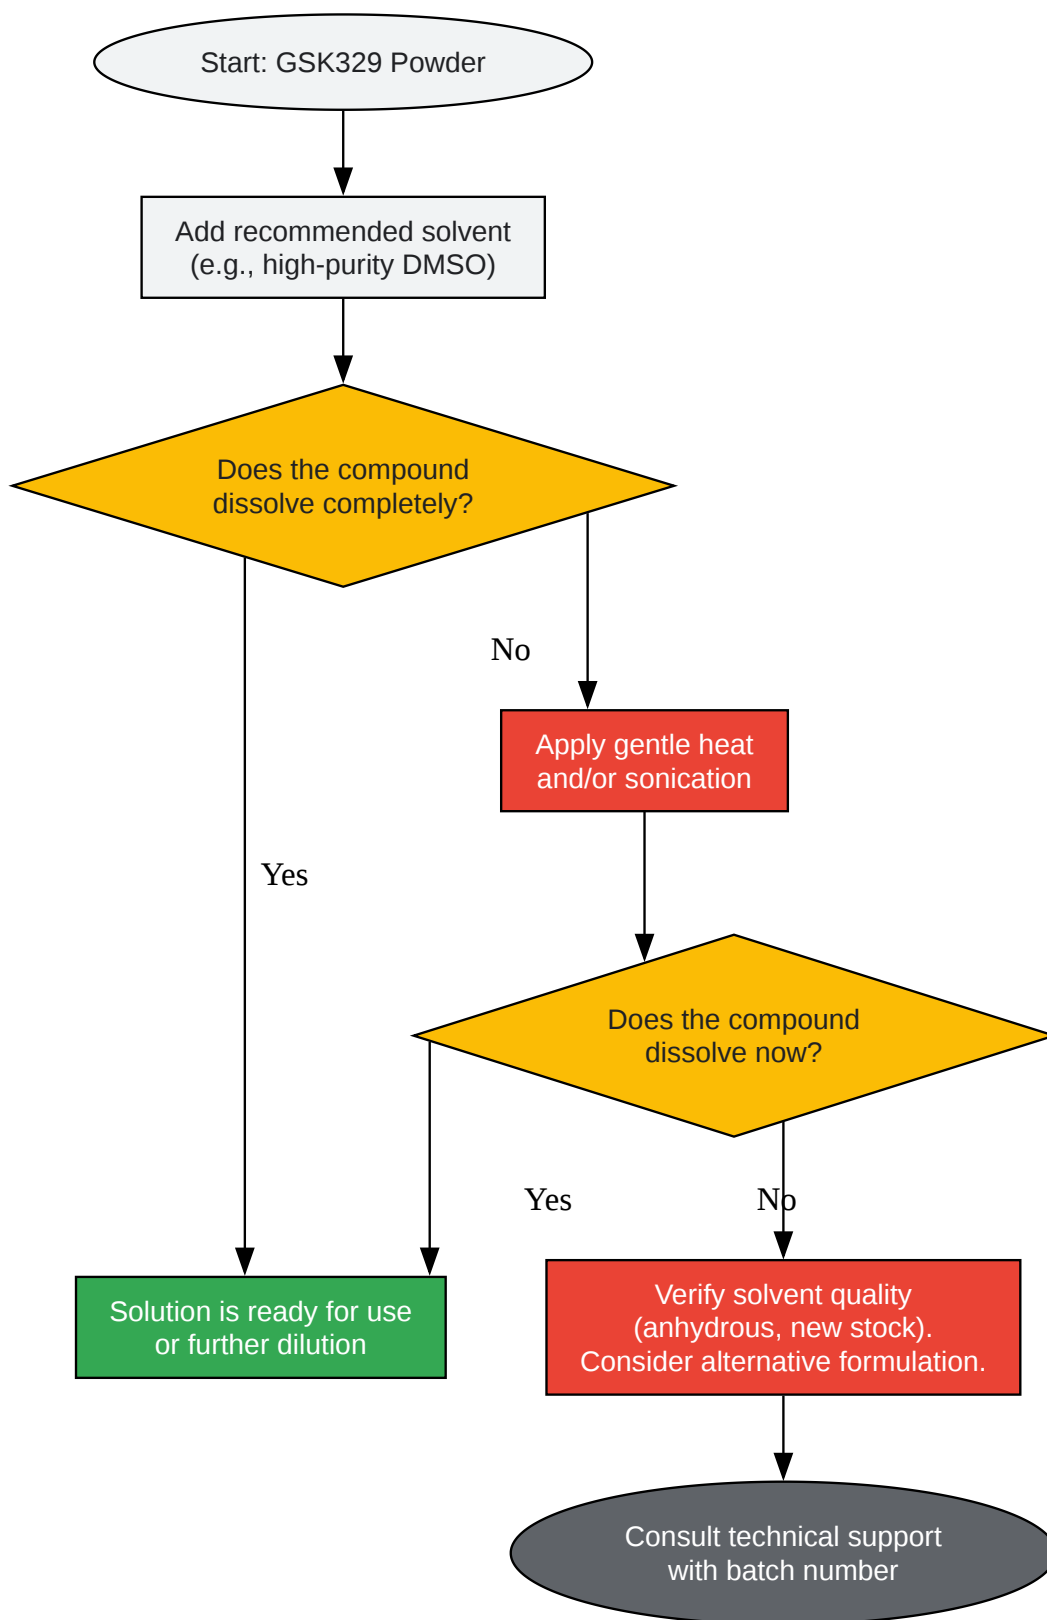 Start: GSK329 Powder
Add recommended solvent
(e.g., high-purity DMSO)
Does the compound
dissolve completely?
No
Apply gentle heat
and/or sonication
Yes
Does the compound
dissolve now?
Yes
No
Solution is ready for use
or further dilution
Verify solvent quality
(anhydrous, new stock).
Consider alternative formulation.
Consult technical support
with batch number